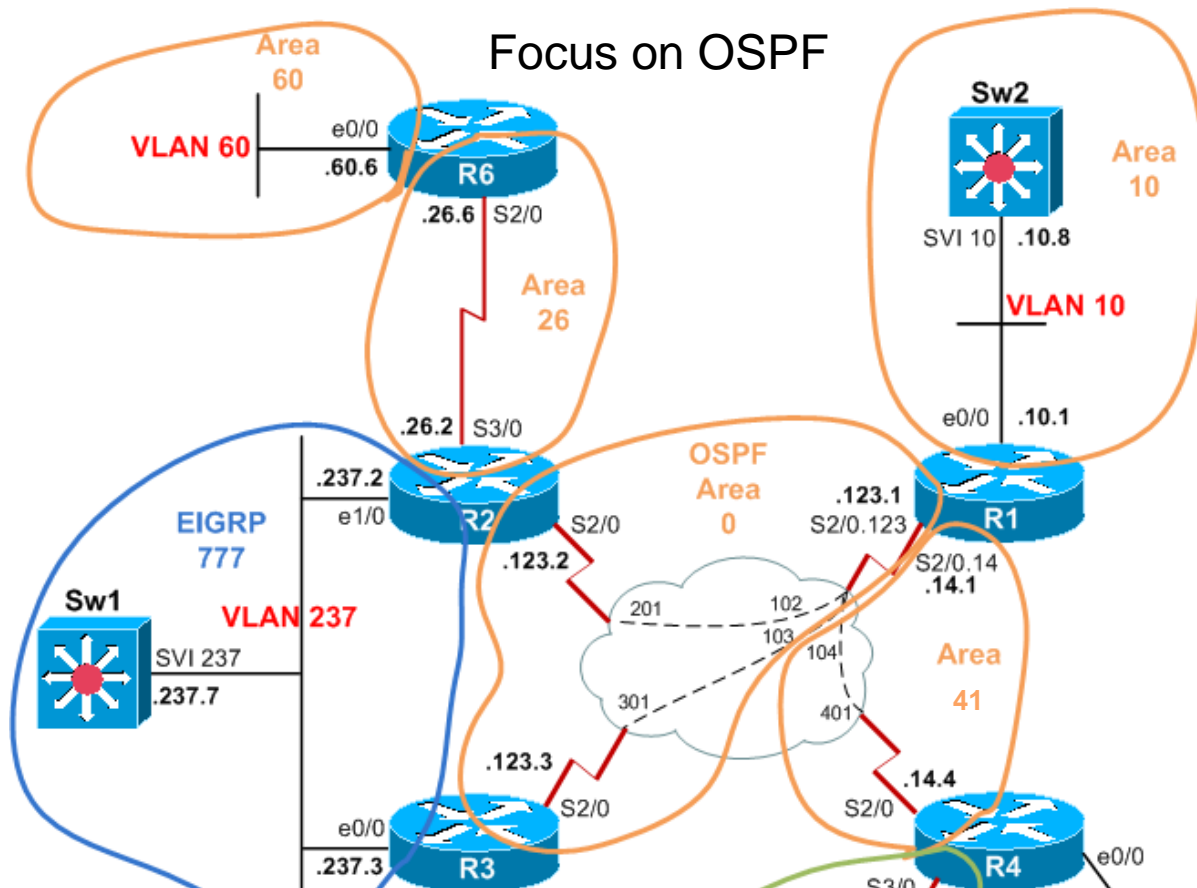 Focus on OSPF
Area
60
VLAN 60
e0/0
.60.6
R6
.26.6
S2/0
Area
26
.26.2
S3/0
Sw2
Area
10
SVI 10
.10.8
VLAN 10
e0/0
.10.1
.237.2
e1/0
R2
S2/0
.123.2
OSPF
Area
0
.123.1
S2/0.123
R1
S2/0.14
.14.1
EIGRP
777
Sw1
VLAN 237
SVI 237
.237.7
201
102
103
104
301
401
Area
41
.123.3
S2/0
.14.4
S2/0
e0/0
.237.3
R3
R4
e0/0
S3/0